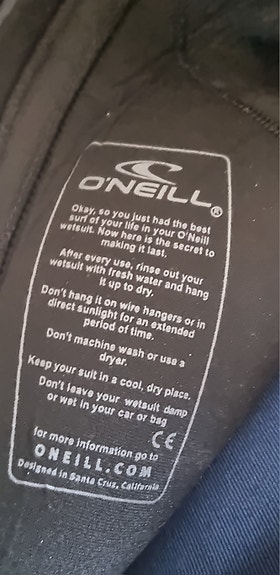 O'NEILL®
Okay, so you just had the best
surf of your life in your O'Neill
wetsuit. Now here is the secret to
making it last.
After every use, rinse out your
wetsuit with fresh water and hang
it up to dry.
Don't hang it on wire hangers or in
direct sunlight for an extended
period of time.
Don't machine wash or use a
dryer.
Keep your suit in a cool, dry place.
Don't leave your wetsuit damp
or wet in your car or bag
CE
for more information go to
ONEILL.COM
Designed in Santa Cruz, California